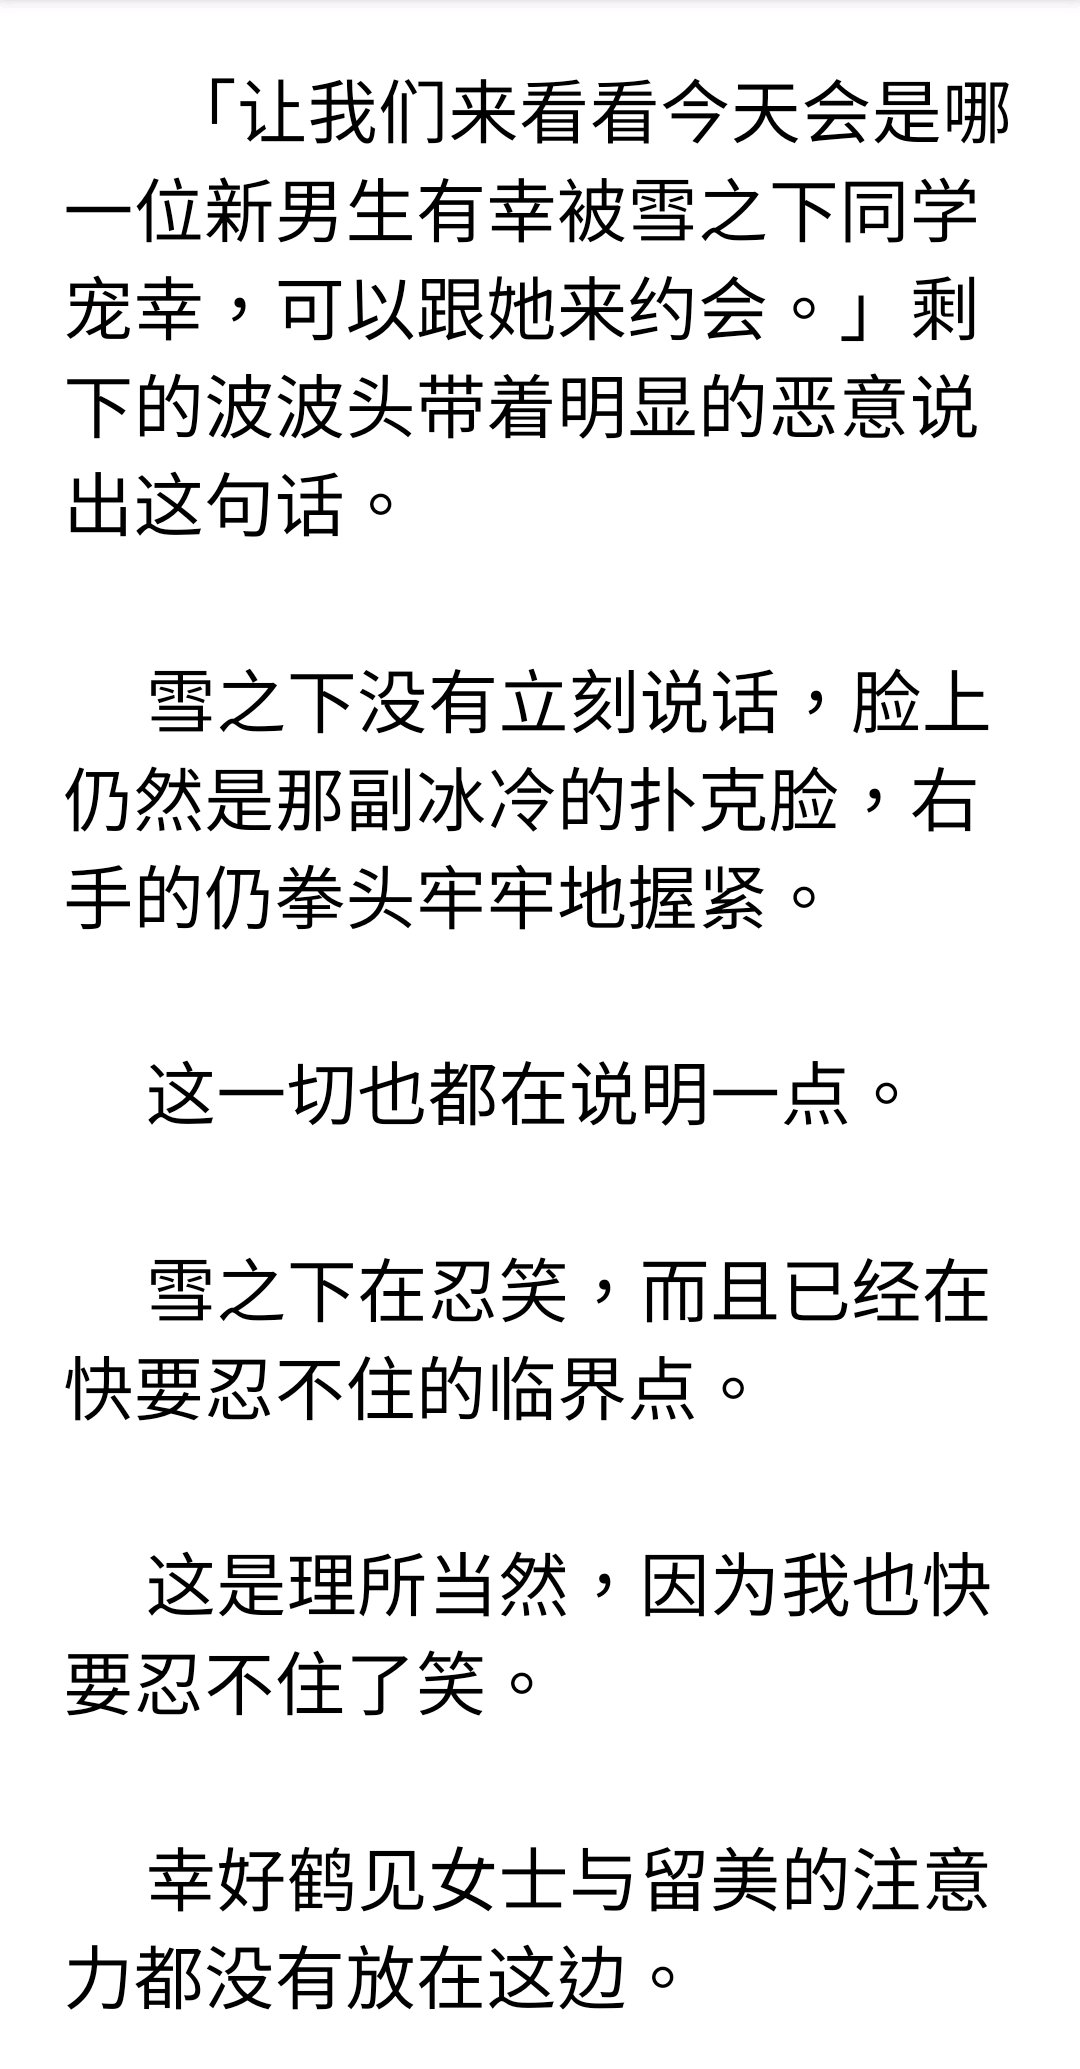 「让我们来看看今天会是哪
一位新男生有幸被雪之下同学
宠幸，可以跟她来约会。」剩
下的波波头带着明显的恶意说
出这句话。
雪之下没有立刻说话，脸上
仍然是那副冰冷的扑克脸，右
手的仍拳头牢牢地握紧。
这一切也都在说明一点。
雪之下在忍笑，而且已经在
快要忍不住的临界点。
这是理所当然，因为我也快
要忍不住了笑。
幸好鹤见女士与留美的注意
力都没有放在这边。